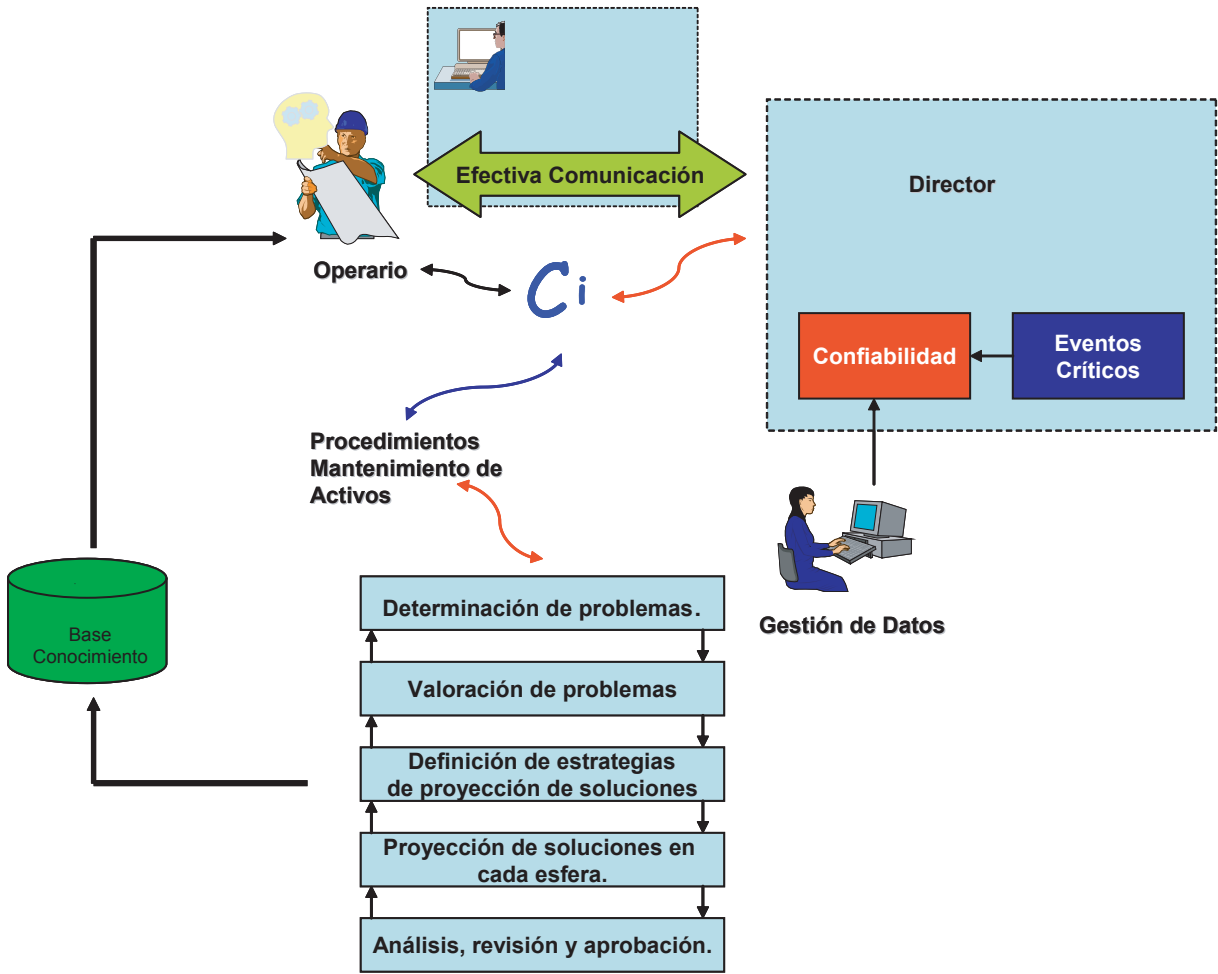 Efectiva Comunicación
Director
Operario
Ci
Confiabilidad
Eventos
Críticos
Procedimientos
Mantenimiento de
Activos
Gestión de Datos
Base
Conocimiento
Determinación de problemas.
Valoración de problemas
Definición de estrategias
de proyección de soluciones
Proyección de soluciones en
cada esfera.
Análisis, revisión y aprobación.